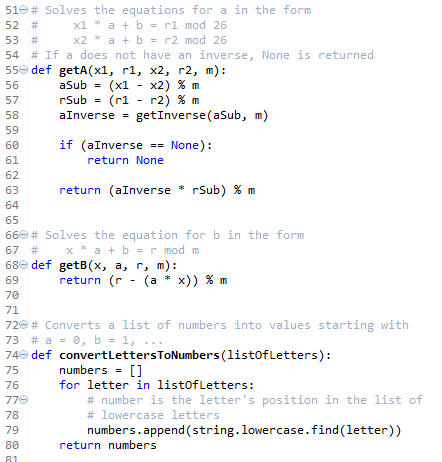 51 # Solves the equations for a in the form
52 #     x1 * a + b = r1 mod 26
53 #     x2 * a + b = r2 mod 26
54 # If a does not have an inverse, None is returned
55 def getA(x1, r1, x2, r2, m):
56     aSub = (x1 - x2) % m
57     rSub = (r1 - r2) % m
58     aInverse = getInverse(aSub, m)
59
60     if (aInverse == None):
61         return None
62
63     return (aInverse * rSub) % m
64
65
66 # Solves the equation for b in the form
67 #    x * a + b = r mod m
68 def getB(x, a, r, m):
69     return (r - (a * x)) % m
70
71
72 # Converts a list of numbers into values starting with
73 # a = 0, b = 1, ...
74 def convertLettersToNumbers(listOfLetters):
75     numbers = []
76     for letter in listOfLetters:
77         # number is the letter's position in the list of
78         # lowercase letters
79         numbers.append(string.lowercase.find(letter))
80     return numbers
81